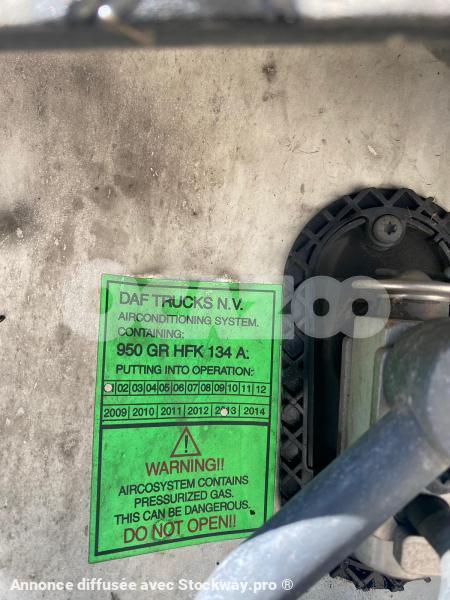 DAF TRUCKS N.V.
AIRCONDITIONING SYSTEM.
CONTAINING:
950 GR HFK 134 A:
PUTTING INTO OPERATION:
02 03 04 05 06 07 08 09 10 11 12
2009 2010 2011 2012 2013 2014
WARNING!!
AIRCOSYSTEM CONTAINS
PRESSURIZED GAS.
THIS CAN BE DANGEROUS.
DO NOT OPEN!!
Annonce diffusée avec Stockway.pro ®